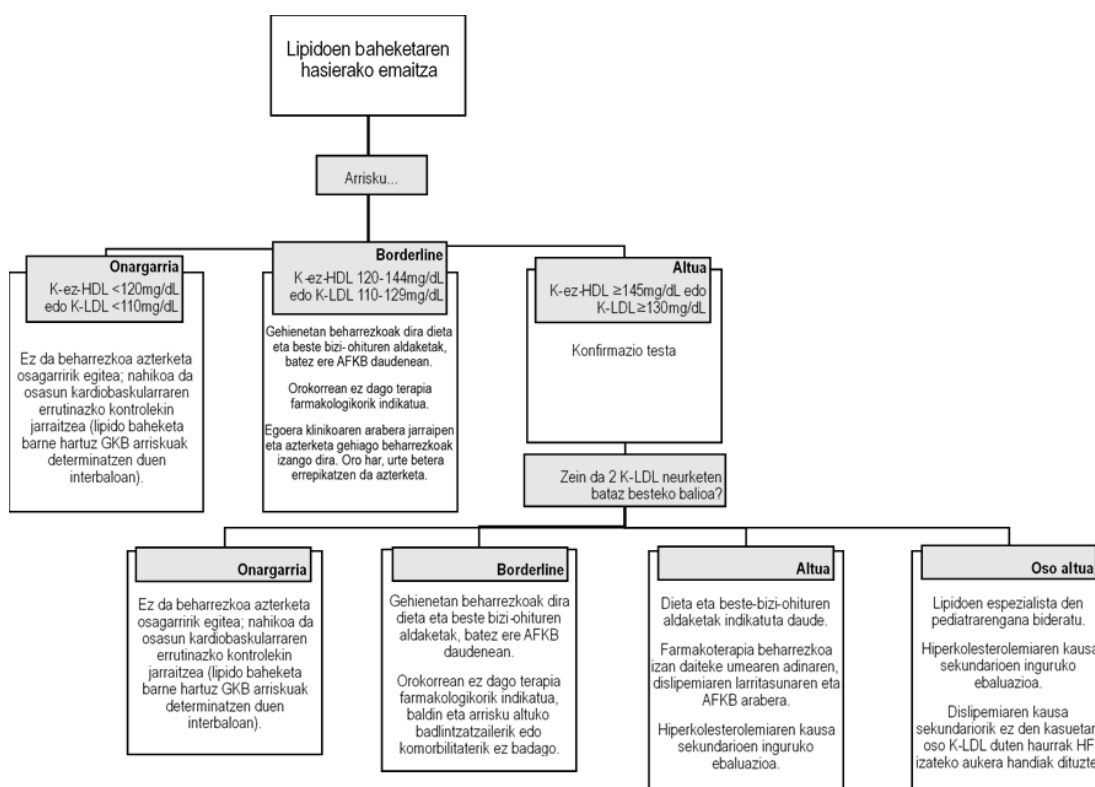 Lipidoen baheketaren
hasierako emaitza
Arrisku...
Onargarria
K-ez-HDL <120mg/dL
edo K-LDL <110mg/dL
Ez da beharrezkoa azterketa
osagarririk egitea; nahikoa da
osasun kardiobaskularraren
errutinazko kontrolekin
jarraitzea (lipido baheketa
barne hartuz GKB arriskuak
determinatzen duen
interbaloan).
Borderline
K-ez-HDL 120-144mg/dL
edo K-LDL 110-129mg/dL
Gehienetan beharrezkoak dira dieta
eta beste bizi-ohituren aldaketak,
batez ere AFKB daudenean.
Orokorrean ez dago terapia
farmakologikorik indikatua.
Egoera klinikoaren arabera jarraipen
eta azterketa gehiago beharrezkoak
izango dira. Oro har, urte betera
errepikatzen da azterketa.
Altua
K-ez-HDL ≥145mg/dL edo
K-LDL ≥130mg/dL
Konfirmazio testa
Zein da 2 K-LDL neurketen
bataz besteko balioa?
Onargarria
Ez da beharrezkoa azterketa
osagarririk egitea; nahikoa da
osasun kardiobaskularraren
errutinazko kontrolekin
jarraitzea (lipido baheketa
barne hartuz GKB arriskuak
determinatzen duen
interbaloan).
Borderline
Gehienetan beharrezkoak dira
dieta eta beste bizi-ohituren
aldaketak, batez ere AFKB
daudenean.
Orokorrean ez dago terapia
farmakologikorik indikatua,
baldin eta arrisku altuko
badlintzatzailerik edo
komorbilitaterik ez badago.
Altua
Dieta eta beste-bizi-ohituren
aldaketak indikatuta daude.
Farmakoterapia beharrezkoa
izan daiteke umearen adinaren,
dislipemiaren larritasunaren eta
AFKB arabera.
Hiperkolesterolemiaren kausa
sekundarioen inguruko
ebaluazioa.
Oso altua
Lipidoen espezialista den
pediatrarengana bideratu.
Hiperkolesterolemiaren kausa
sekundarioen inguruko
ebaluazioa.
Dislipemiaren kausa
sekundariorik ez den kasuetan
oso K-LDL duten haurrak HF
izateko aukera handiak dituzte